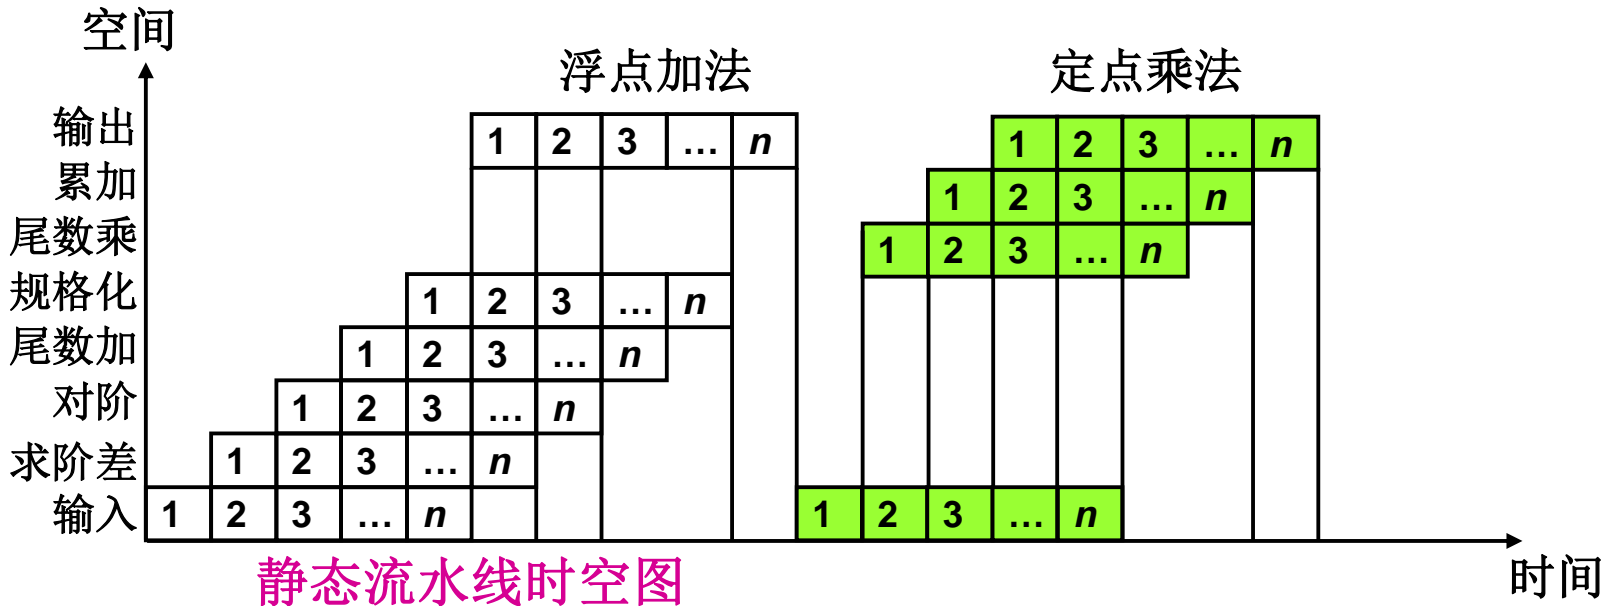 空间
浮点加法
定点乘法
输出
1 2 3 … n
1 2 3 … n
累加
1 2 3 … n
尾数乘
1 2 3 … n
规格化
1 2 3 … n
尾数加
1 2 3 … n
对阶
1 2 3 … n
求阶差
1 2 3 … n
输入
1 2 3 … n
1 2 3 … n
静态流水线时空图
时间